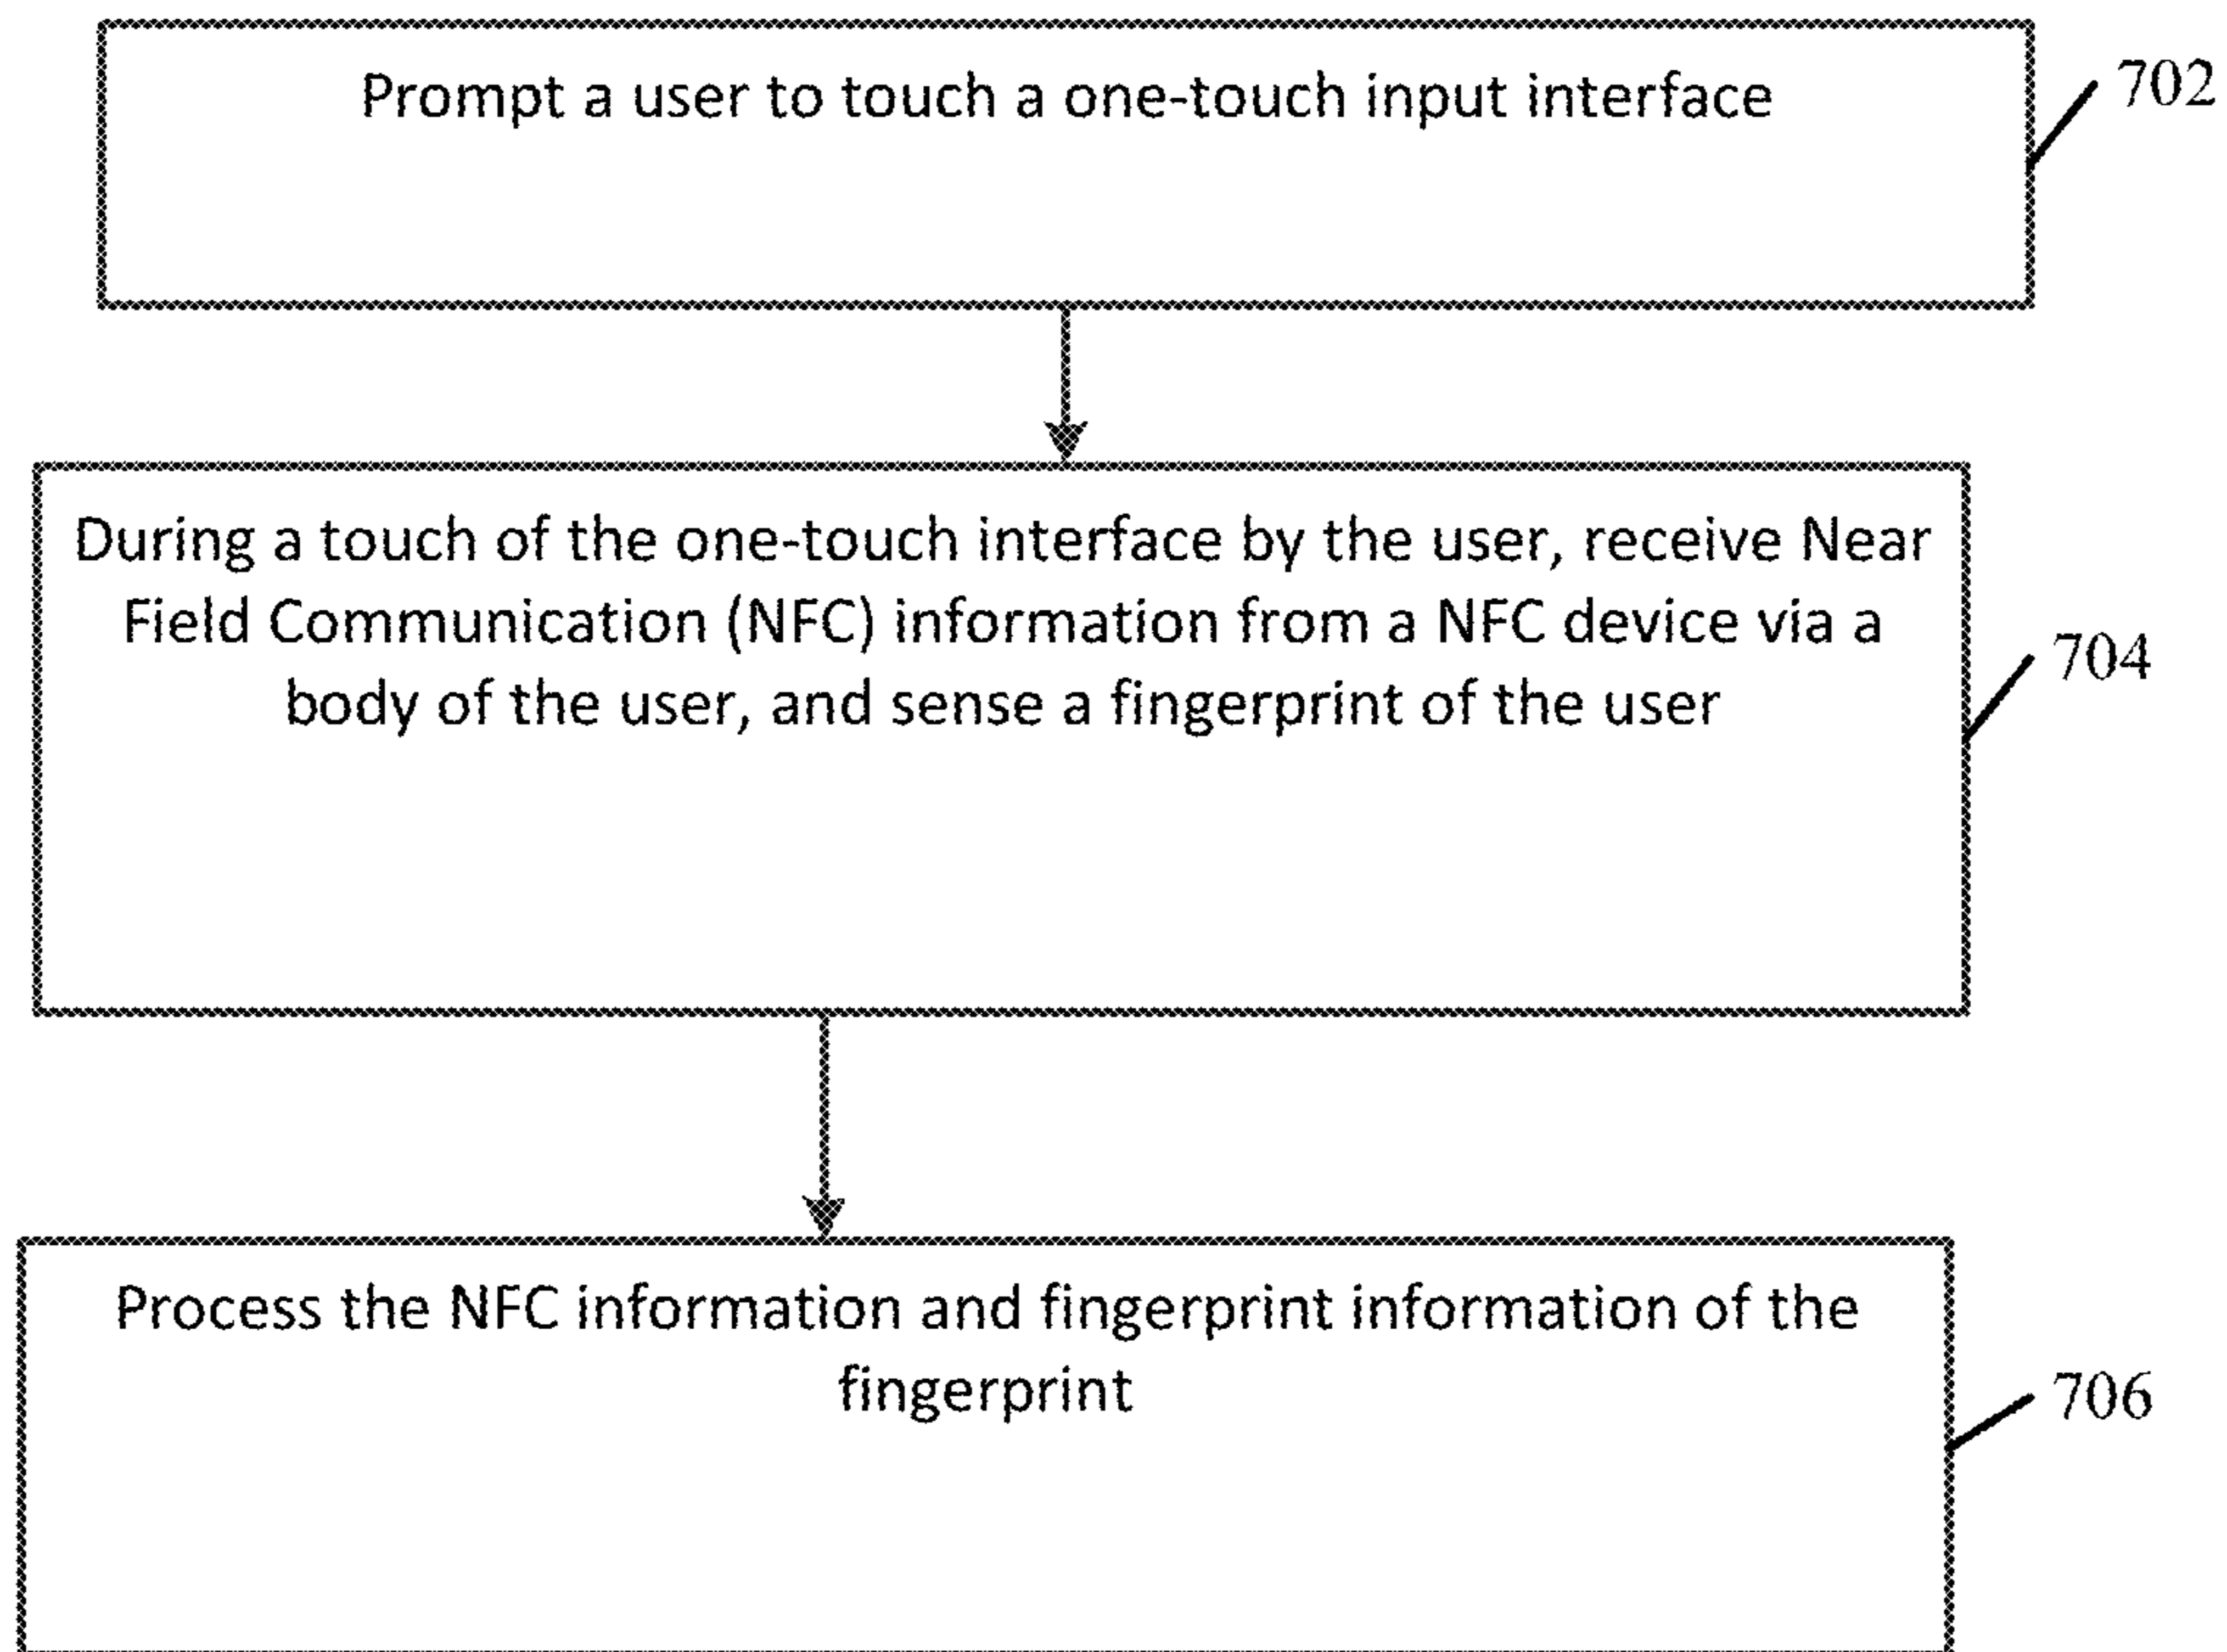 Prompt a user to touch a one-touch input interface
702
During a touch of the one-touch interface by the user, receive Near
Field Communication (NFC) information from a NFC device via a
body of the user, and sense a fingerprint of the user
704
Process the NFC information and fingerprint information of the
fingerprint
706